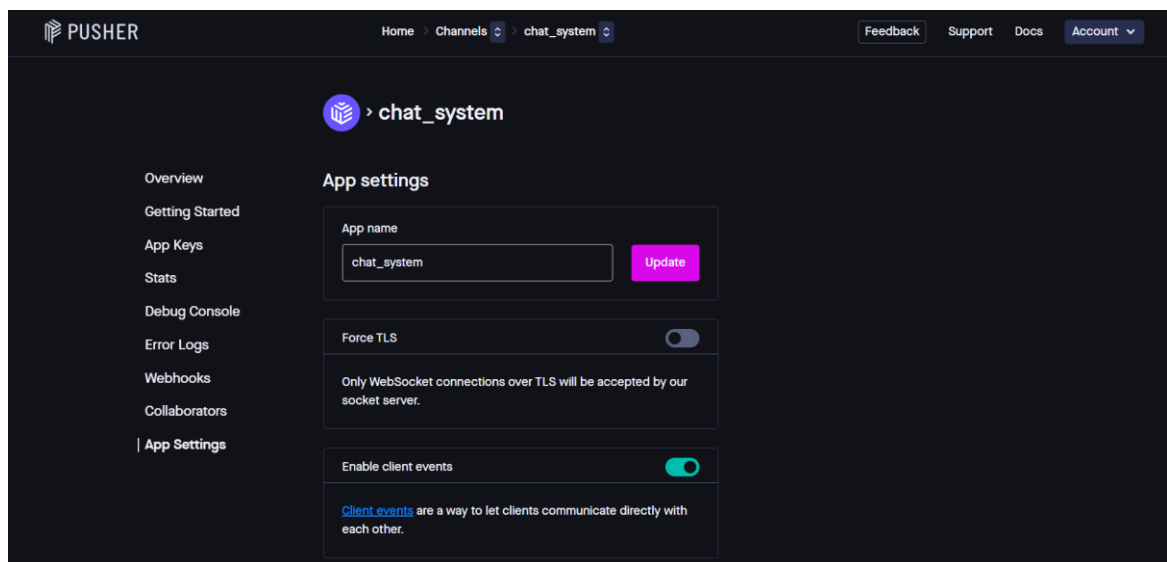 PUSHER
Home > Channels > chat_system
Feedback
Support
Docs
Account
› chat_system
Overview
Getting Started
App Keys
Stats
Debug Console
Error Logs
Webhooks
Collaborators
App Settings
App settings
App name
chat_system
Update
Force TLS
Only WebSocket connections over TLS will be accepted by our
socket server.
Enable client events
Client events are a way to let clients communicate directly with
each other.